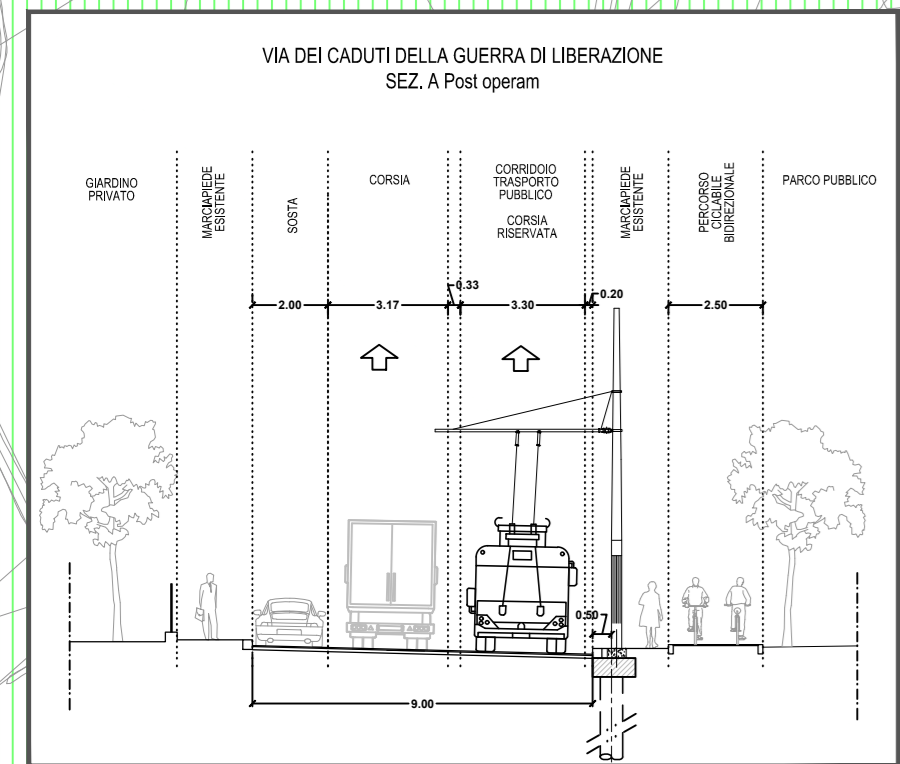 VIA DEI CADUTI DELLA GUERRA DI LIBERAZIONE
SEZ. A Post operam
GIARDINO
PRIVATO
MARCIAPIEDE
ESISTENTE
SOSTA
CORSIA
CORRIDOIO
TRASPORTO
PUBBLICO
CORSIA
RISERVATA
MARCIAPIEDE
ESISTENTE
PERCORSO
CICLABILE
BIDIREZIONALE
PARCO PUBBLICO
2.00
3.17
0.33
3.30
0.20
2.50
0.50
9.00